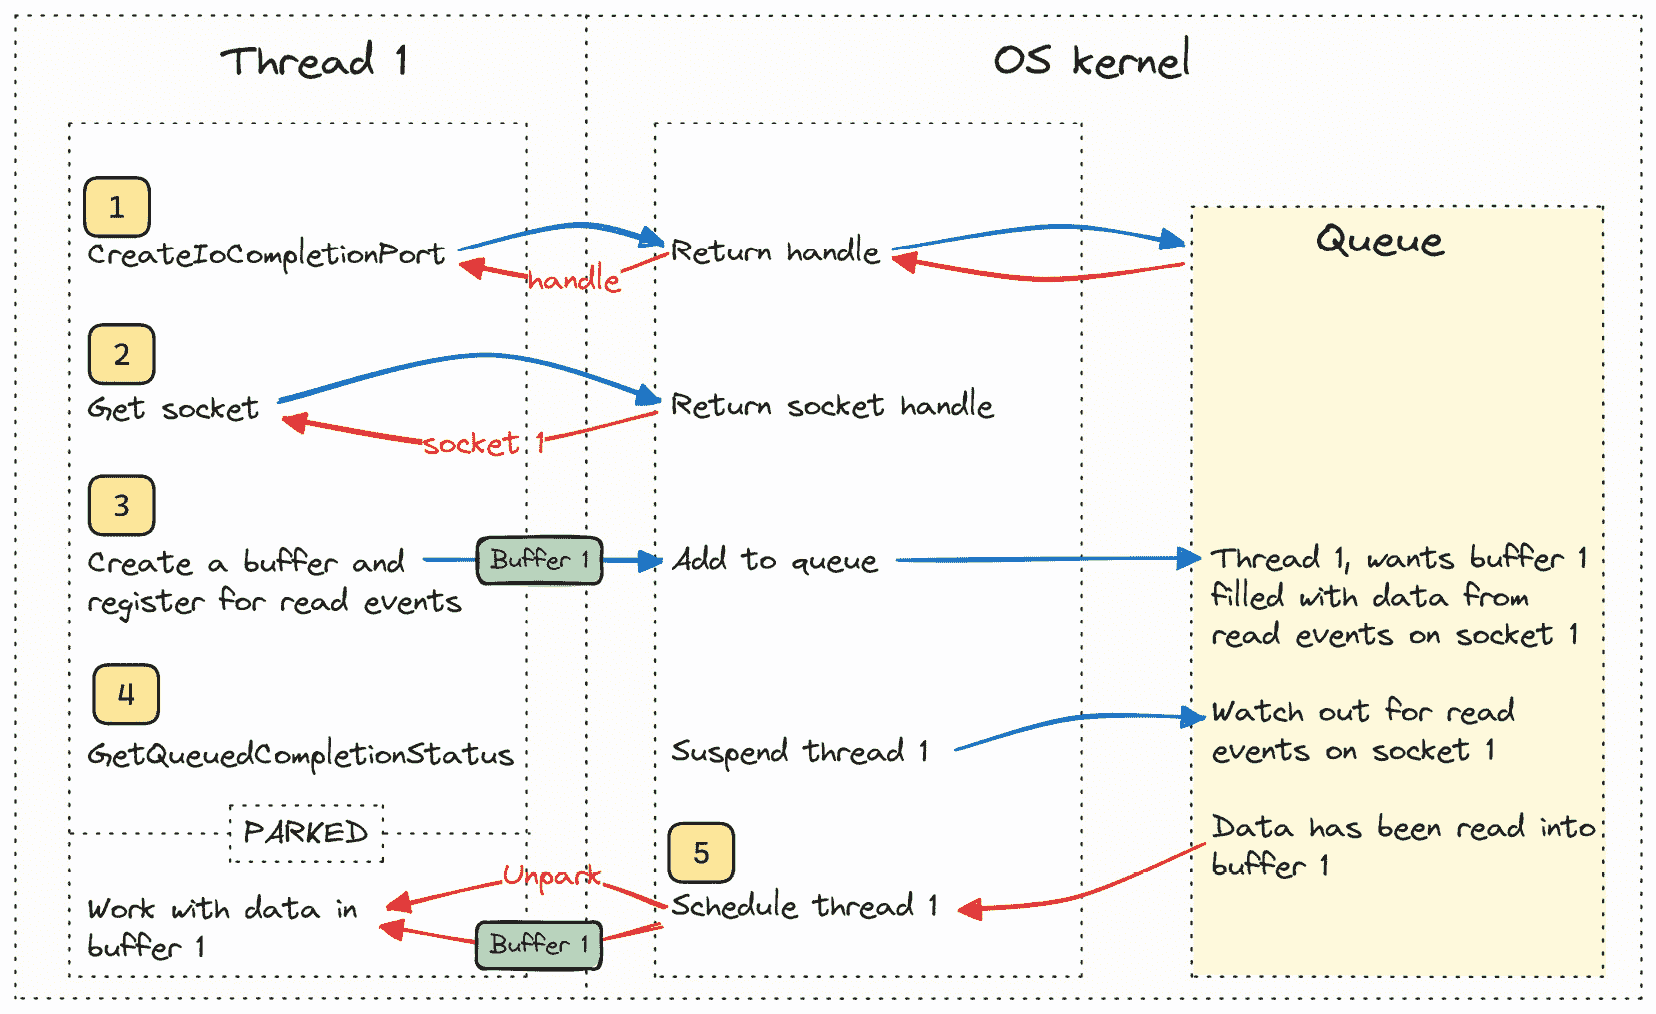 Thread 1
OS kernel
1
CreateIoCompletionPort
handle
Return handle
Queue
2
Get socket
socket 1
Return socket handle
3
Create a buffer and
register for read events
Buffer 1
Add to queue
Thread 1, wants buffer 1
filled with data from
read events on socket 1
4
GetQueuedCompletionStatus
Suspend thread 1
Watch out for read
events on socket 1
PARKED
5
Data has been read into
buffer 1
Unpark
Schedule thread 1
Work with data in
buffer 1
Buffer 1